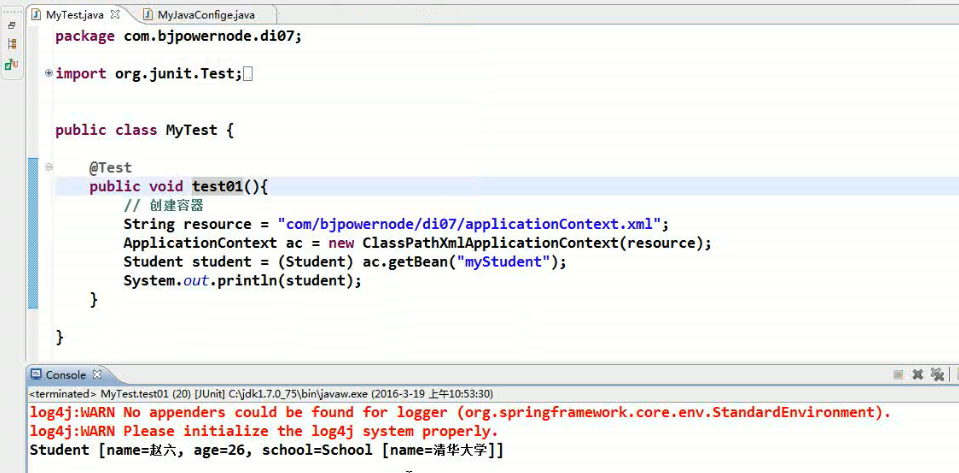 MyTest.java
MyJavaConfige.java
package com.bjpowernode.di07;
import org.junit.Test;
public class MyTest {
@Test
public void test01(){
// 创建容器
String resource = "com/bjpowernode/di07/applicationContext.xml";
ApplicationContext ac = new ClassPathXmlApplicationContext(resource);
Student student = (Student) ac.getBean("myStudent");
System.out.println(student);
}
}
Console
<terminated> MyTest.test01 (20) [JUnit] C:\jdk1.7.0_75\bin\javaw.exe (2016-3-19 上午10:53:30)
log4j:WARN No appenders could be found for logger (org.springframework.core.env.StandardEnvironment).
log4j:WARN Please initialize the log4j system properly.
Student [name=赵六, age=26, school=School [name=清华大学]]